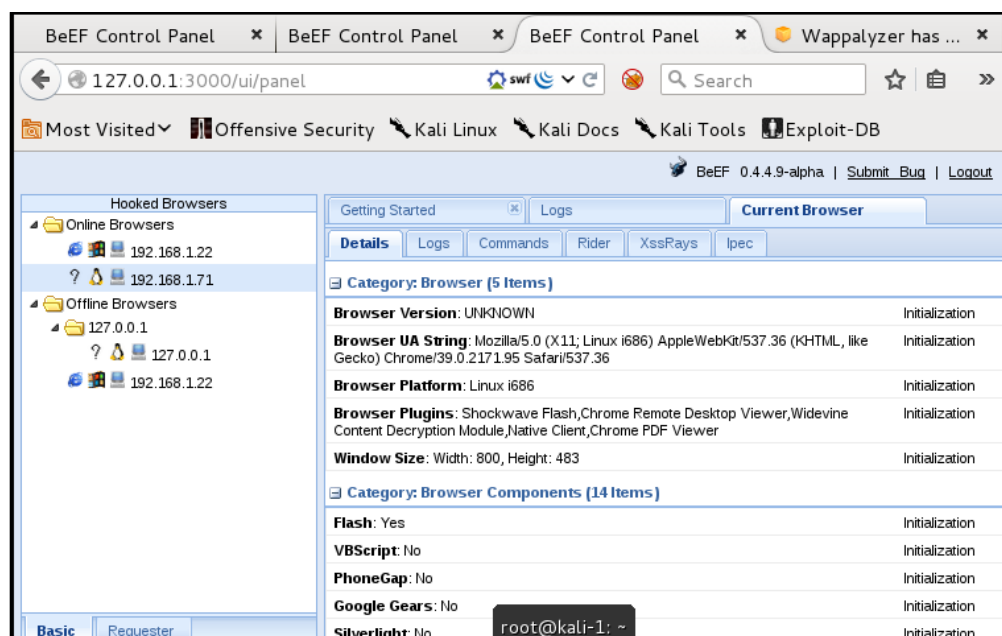 BeEF Control Panel × BeEF Control Panel × BeEF Control Panel × Wappalyzer has ... ×
127.0.0.1:3000/ui/panel swf Search »
Most Visited Offensive Security Kali Linux Kali Docs Kali Tools Exploit-DB
BeEF 0.4.4.9-alpha | Submit Bug | Logout
Hooked Browsers
Online Browsers
192.168.1.22
? 192.168.1.71
Offline Browsers
127.0.0.1
? 127.0.0.1
192.168.1.22
Basic Requester
Getting Started Logs Current Browser
Details Logs Commands Rider XssRays Ipec
Category: Browser (5 Items)
Browser Version: UNKNOWN Initialization
Browser UA String: Mozilla/5.0 (X11; Linux i686) AppleWebKit/537.36 (KHTML, like Initialization
Gecko) Chrome/39.0.2171.95 Safari/537.36
Browser Platform: Linux i686 Initialization
Browser Plugins: Shockwave Flash,Chrome Remote Desktop Viewer,Widevine Initialization
Content Decryption Module,Native Client,Chrome PDF Viewer
Window Size: Width: 800, Height: 483 Initialization
Category: Browser Components (14 Items)
Flash: Yes Initialization
VBScript: No Initialization
PhoneGap: No Initialization
Google Gears: No Initialization
Silverlight: No Initialization
root@kali-1: ~